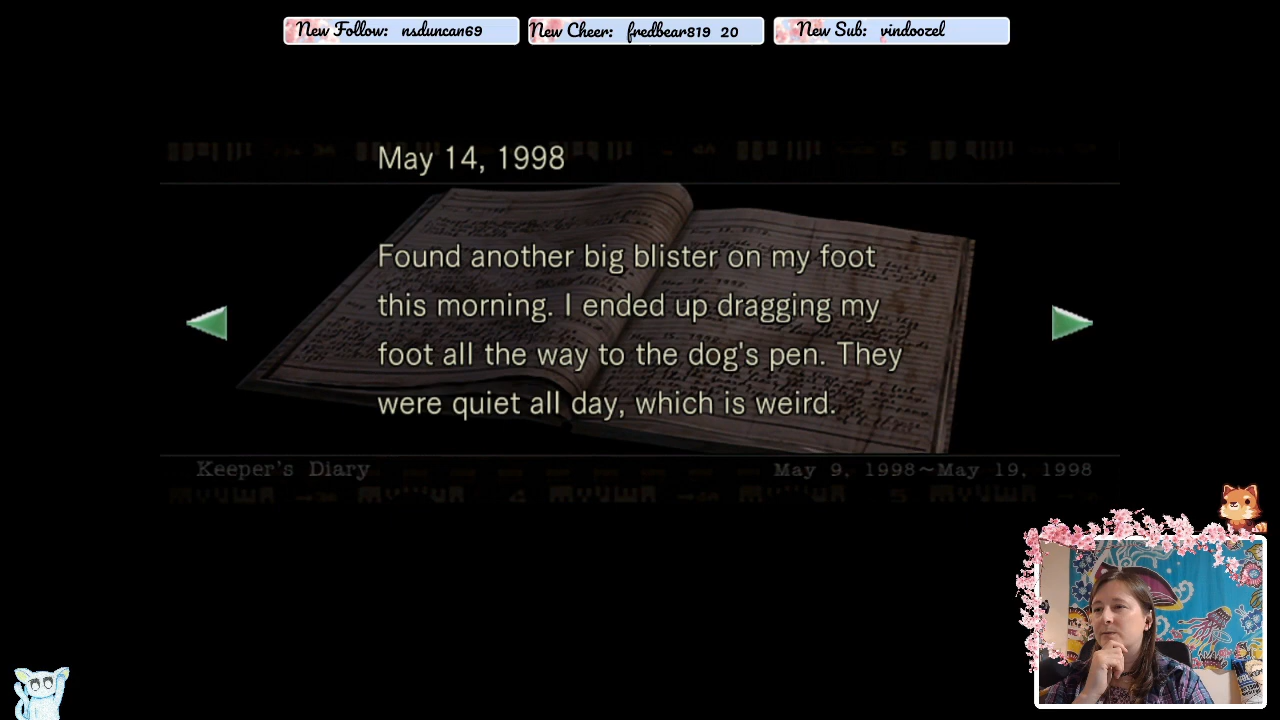 New Follow: nsduncan69
New Cheer: fredbear819 20
New Sub: vindoozel
May 14, 1998
Found another big blister on my foot
this morning. I ended up dragging my
foot all the way to the dog's pen. They
were quiet all day, which is weird.
Keeper's Diary
May 9, 1998~May 19, 1998